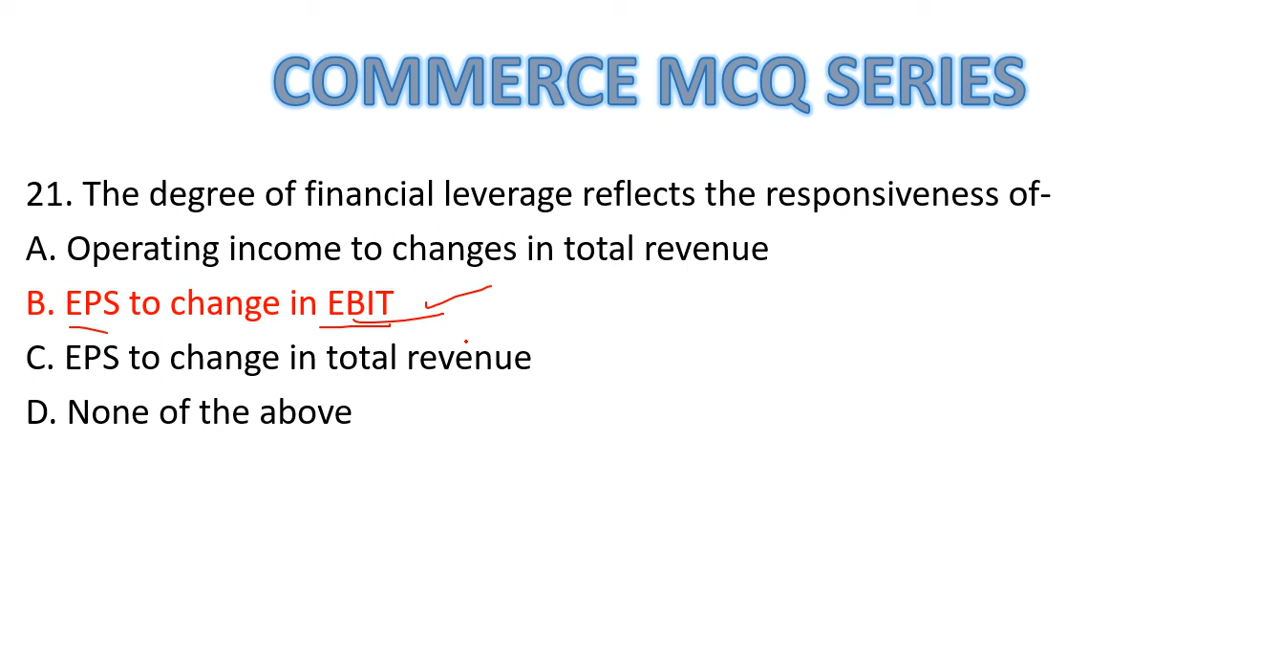 COMMERCE MCQ SERIES
21. The degree of financial leverage reflects the responsiveness of-
A. Operating income to changes in total revenue
B. EPS to change in EBIT
C. EPS to change in total revenue
D. None of the above